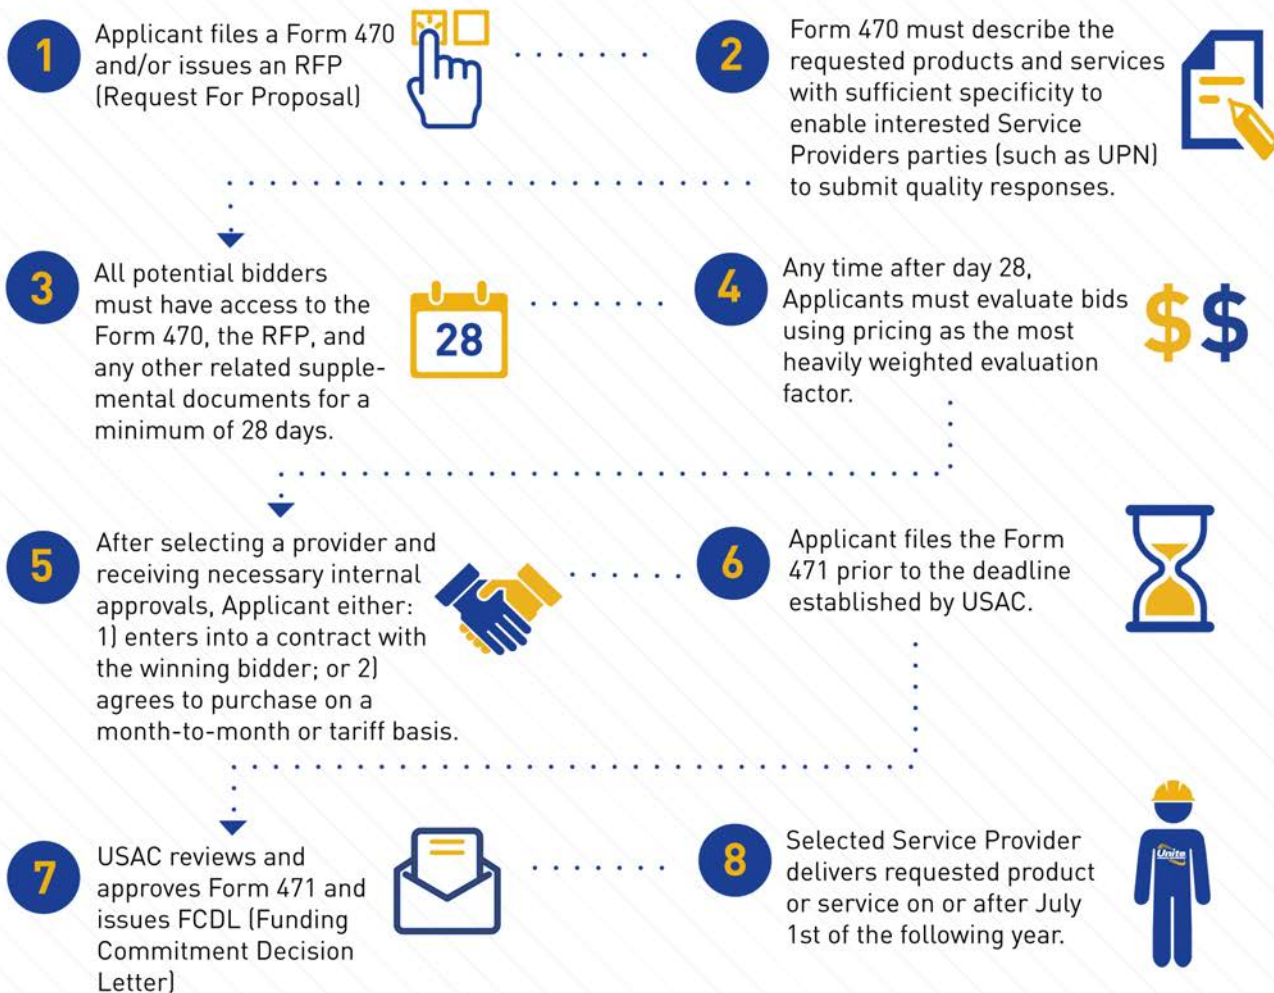 1
Applicant files a Form 470
and/or issues an RFP
(Request For Proposal)
2
Form 470 must describe the
requested products and services
with sufficient specificity to
enable interested Service
Providers parties (such as UPN)
to submit quality responses.
3
All potential bidders
must have access to the
Form 470, the RFP, and
any other related supple-
mental documents for a
minimum of 28 days.
28
4
Any time after day 28,
Applicants must evaluate bids
using pricing as the most
heavily weighted evaluation
factor.
$$
5
After selecting a provider and
receiving necessary internal
approvals, Applicant either:
1) enters into a contract with
the winning bidder; or 2)
agrees to purchase on a
month-to-month or tariff basis.
6
Applicant files the Form
471 prior to the deadline
established by USAC.
7
USAC reviews and
approves Form 471 and
issues FCDL (Funding
Commitment Decision
Letter)
8
Selected Service Provider
delivers requested product
or service on or after July
1st of the following year.
Unite